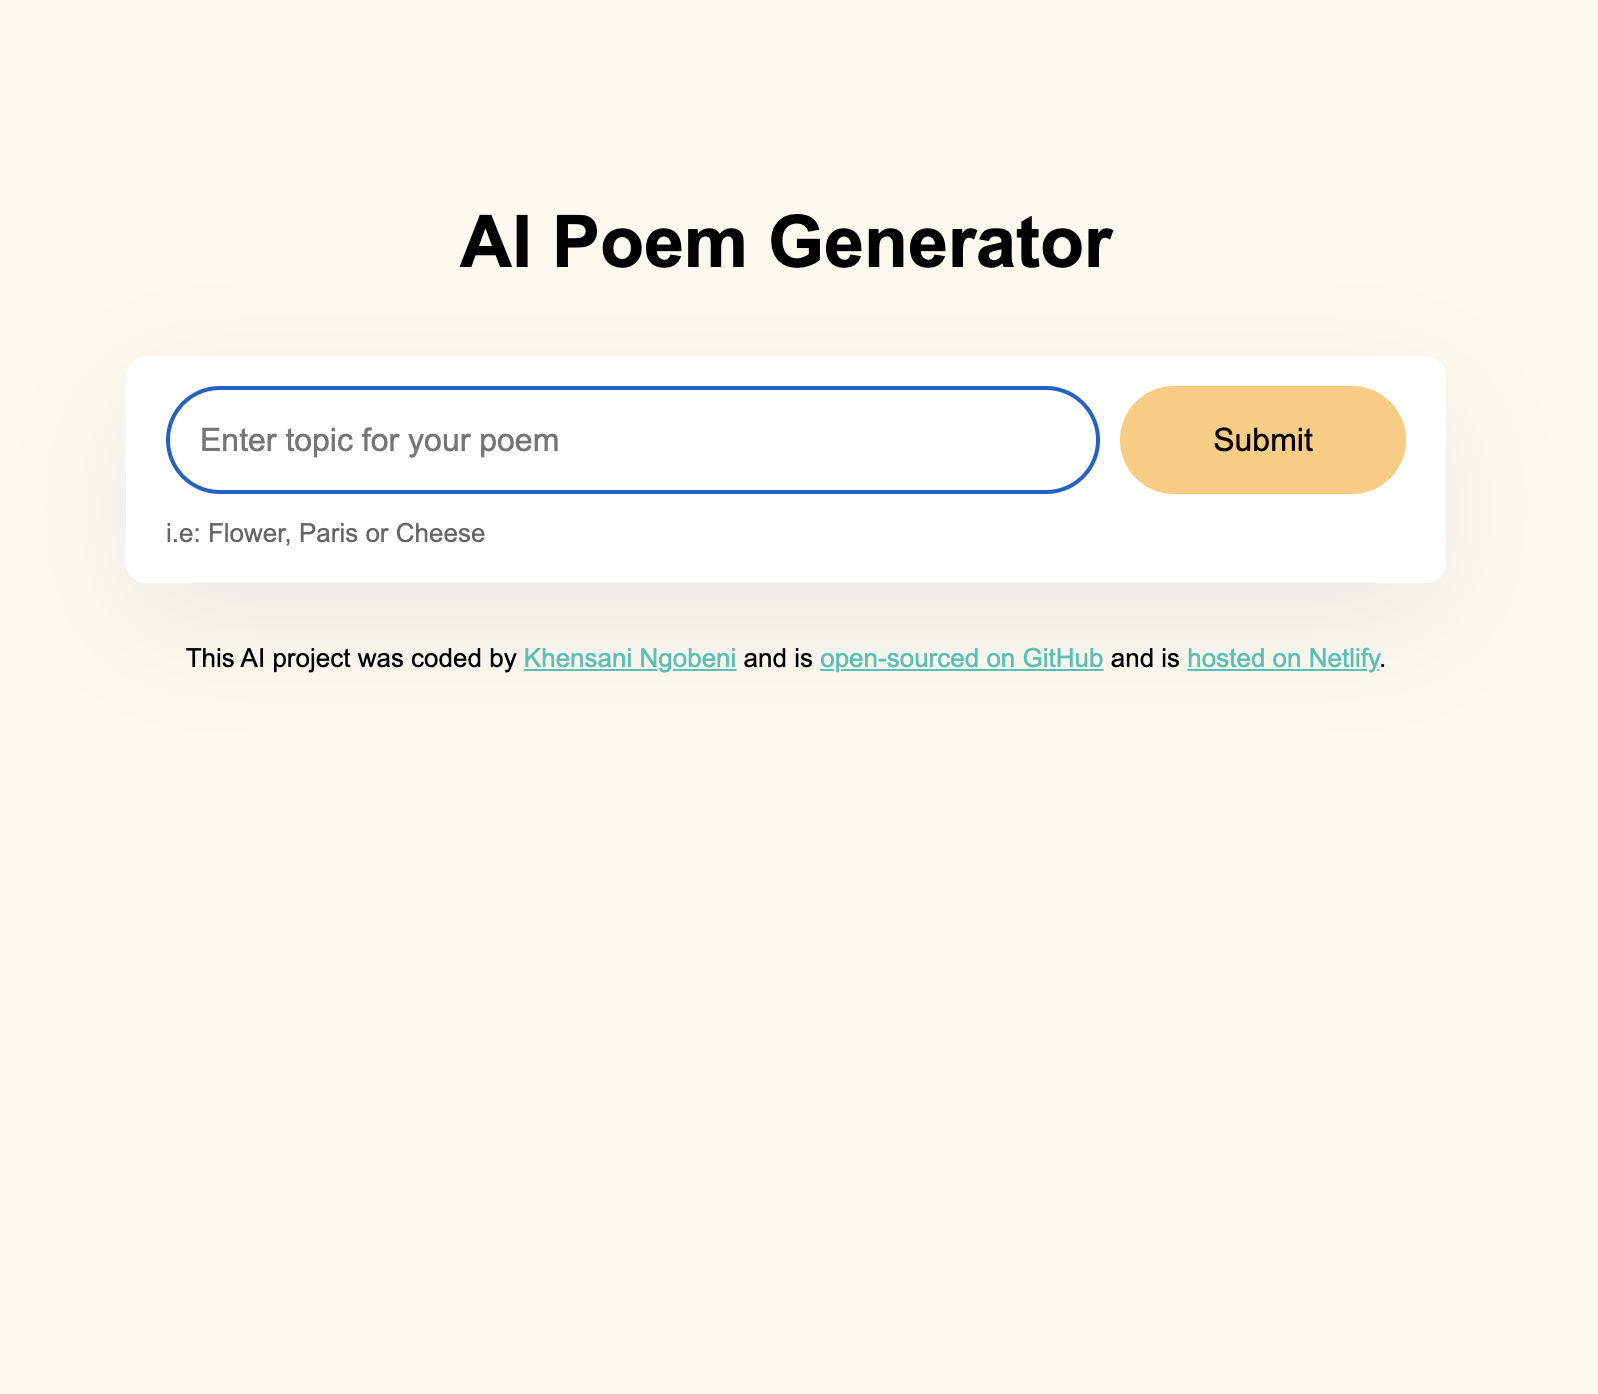 AI Poem Generator
Enter topic for your poem
Submit
i.e: Flower, Paris or Cheese
This AI project was coded by Khensani Ngobeni and is open-sourced on GitHub and is hosted on Netlify.